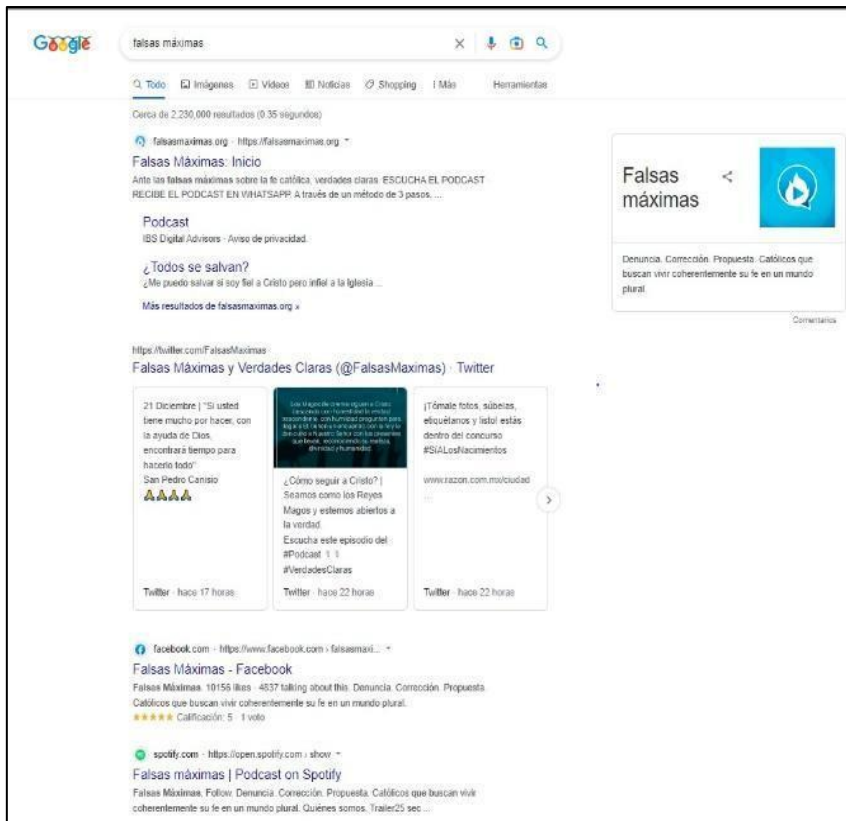 Google
falsas máximas
Todo Imágenes Videos Noticias Shopping Más Herramientas
Cerca de 2,230,000 resultados (0.35 segundos)
falsasmaximas.org · https://falsasmaximas.org
Falsas Máximas: Inicio
Ante las falsas máximas sobre la fe católica, verdades claras. ESCUCHA EL PODCAST
RECIBE EL PODCAST EN WHATSAPP. A través de un método de 3 pasos, ...
Podcast
IBS Digital Advisors · Aviso de privacidad.
¿Todos se salvan?
¿Me puedo salvar si soy fiel a Cristo pero infiel a la Iglesia ...
Más resultados de falsasmaximas.org »
https://twitter.com/FalsasMaximas
Falsas Máximas y Verdades Claras (@FalsasMaximas) · Twitter
21 Diciembre | "Si usted
tiene mucho por hacer, con
la ayuda de Dios,
encontrará tiempo para
hacerlo todo"
San Pedro Canisio
🙏🙏🙏🙏
Twitter · hace 17 horas
¿Cómo seguir a Cristo? |
Seamos como los Reyes
Magos y estemos abiertos a
la verdad.
Escucha este episodio del
#Podcast
#VerdadesClaras
Twitter · hace 22 horas
¡Tómale fotos, súbelas,
etiquétanos y listo! estás
dentro del concurso
#SíALosNacimientos
www.razon.com.mx/ciudad
...
Twitter · hace 22 horas
facebook.com · https://www.facebook.com › falsasmaxi...
Falsas Máximas - Facebook
Falsas Máximas. 10156 likes · 4837 talking about this. Denuncia. Corrección. Propuesta.
Católicos que buscan vivir coherentemente su fe en un mundo plural.
★★★★★ Calificación: 5 · 1 voto
spotify.com · https://open.spotify.com › show
Falsas máximas | Podcast on Spotify
Falsas Máximas. Follow. Denuncia. Corrección. Propuesta. Católicos que buscan vivir
coherentemente su fe en un mundo plural. Quiénes somos. Trailer25 sec ...
Falsas
máximas
Denuncia. Corrección. Propuesta. Católicos que
buscan vivir coherentemente su fe en un mundo
plural
Comentarios